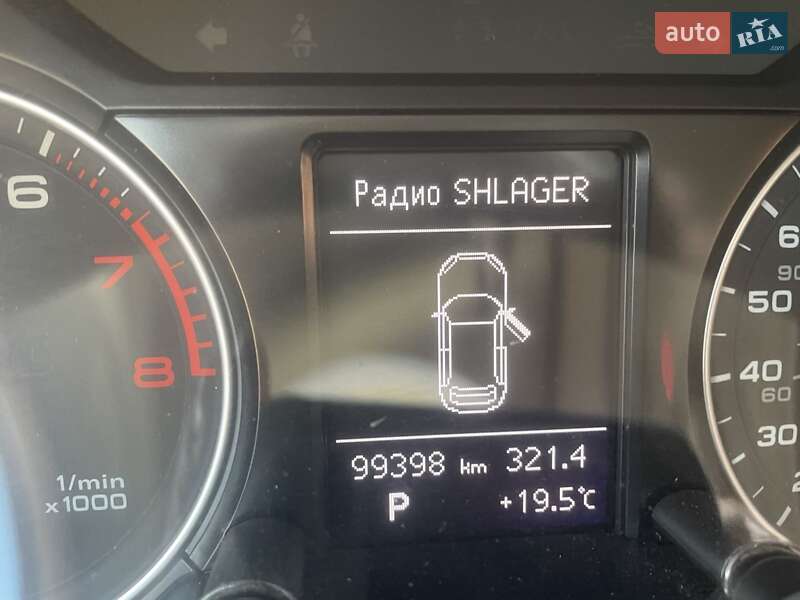 auto RIA.com
Радио SHLAGER
6
7
8
1/min
x1000
99398 km 321.4
P +19.5°C
50
90
40
60
30